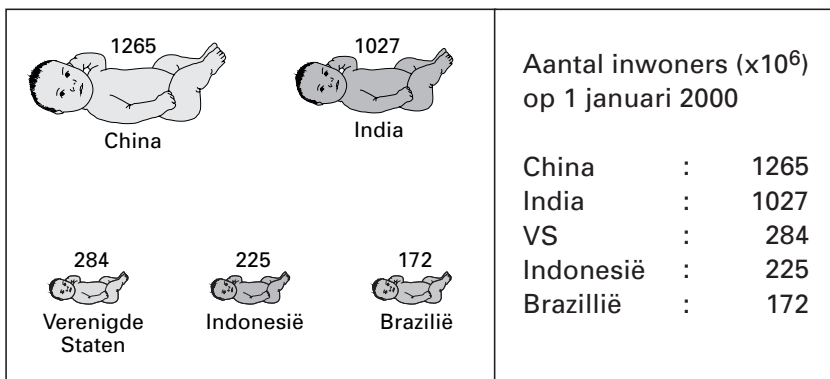 1265
China
1027
India
284
Verenigde
Staten
225
Indonesië
172
Brazilië
Aantal inwoners (x10⁶)
op 1 januari 2000
China : 1265
India : 1027
VS : 284
Indonesië : 225
Brazillië : 172